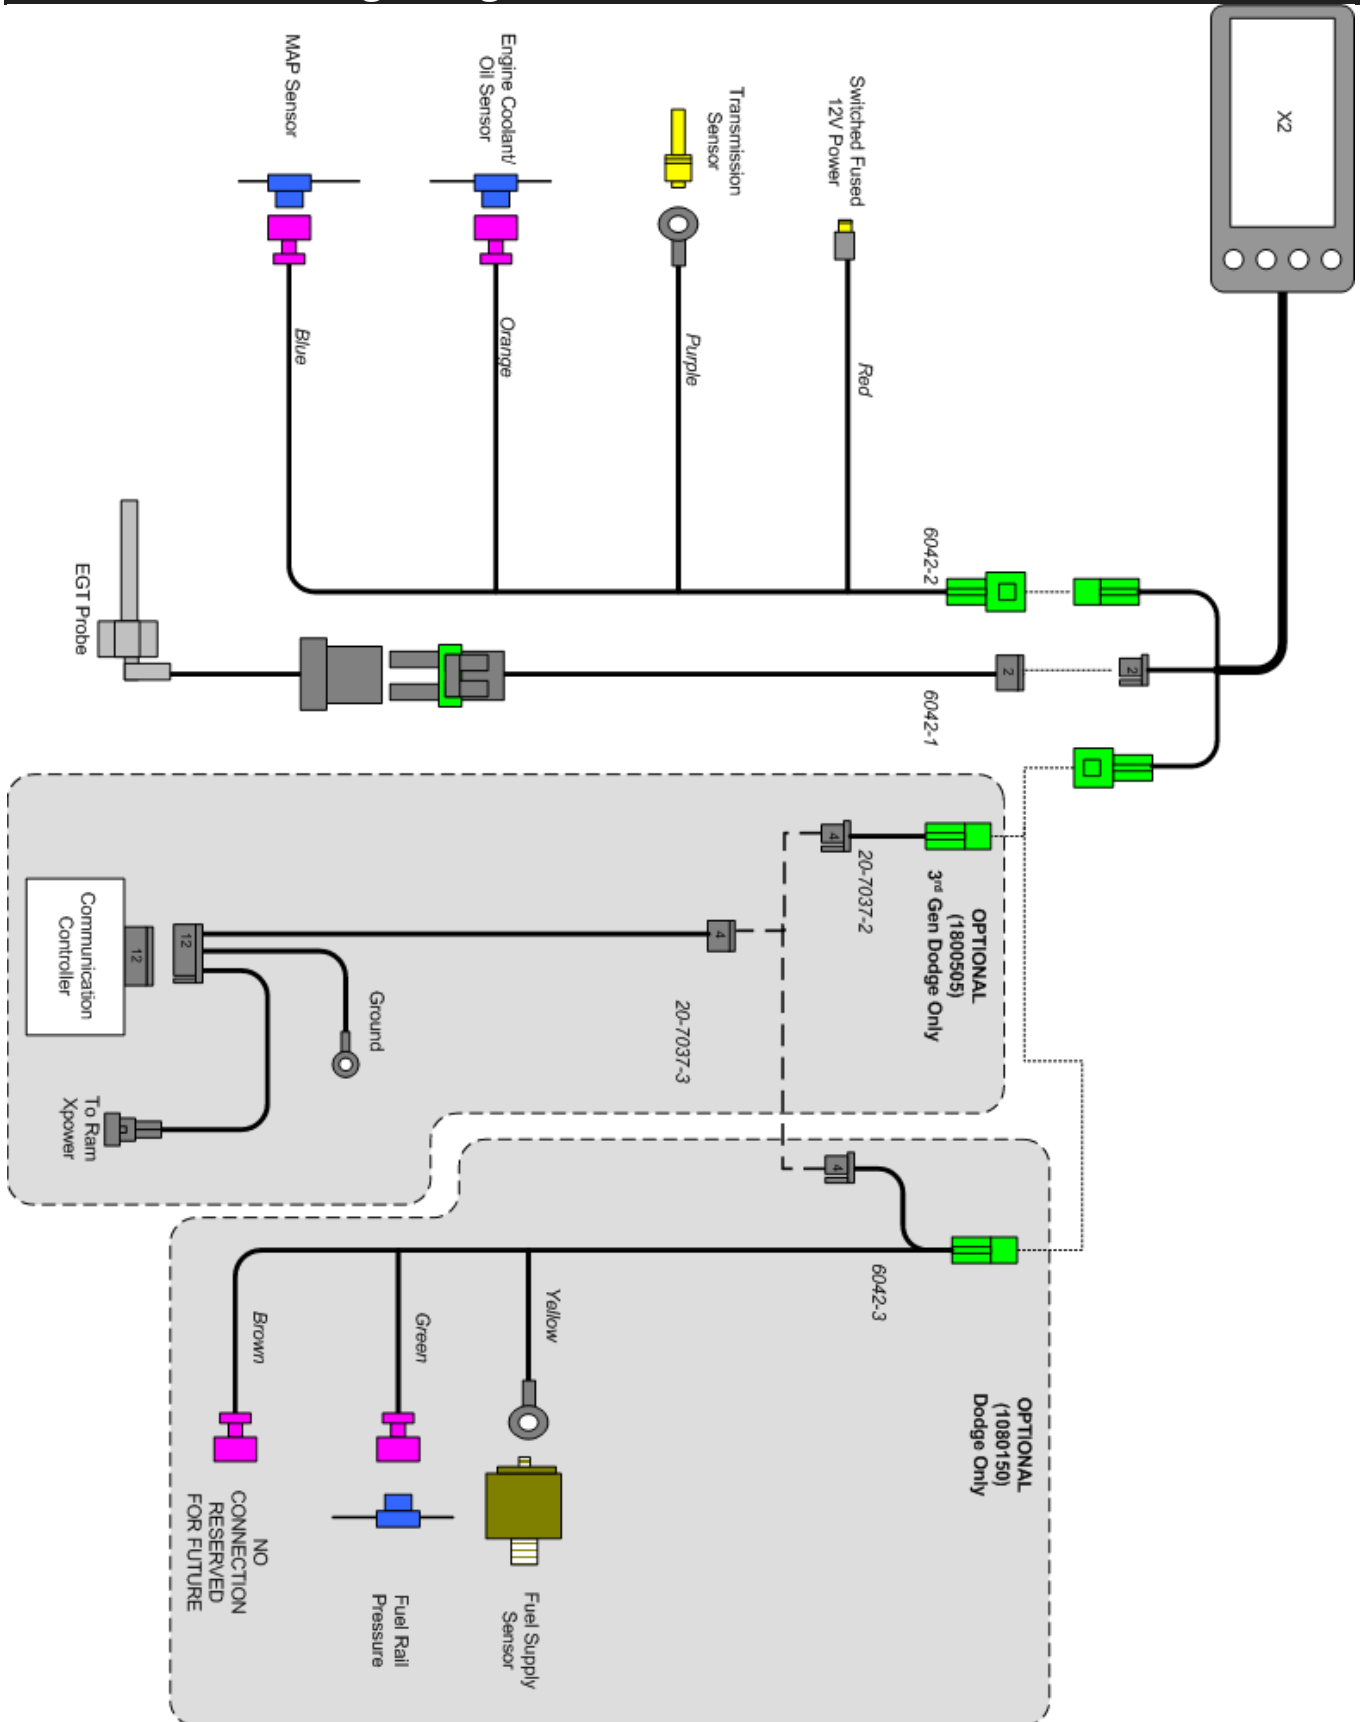 X2
Switched Fused
12V Power
Red
Transmission
Sensor
Purple
Engine Coolant/
Oil Sensor
Orange
MAP Sensor
Blue
6042-2
2
2
6042-1
EGT Probe
OPTIONAL
(1800505)
3rd Gen Dodge Only
4
20-7037-2
4
20-7037-3
12
12
Communication
Controller
Ground
To Ram
Xpower
OPTIONAL
(1080150)
Dodge Only
4
6042-3
Yellow
Fuel Supply
Sensor
Green
Fuel Rail
Pressure
Brown
NO
CONNECTION
RESERVED
FOR FUTURE